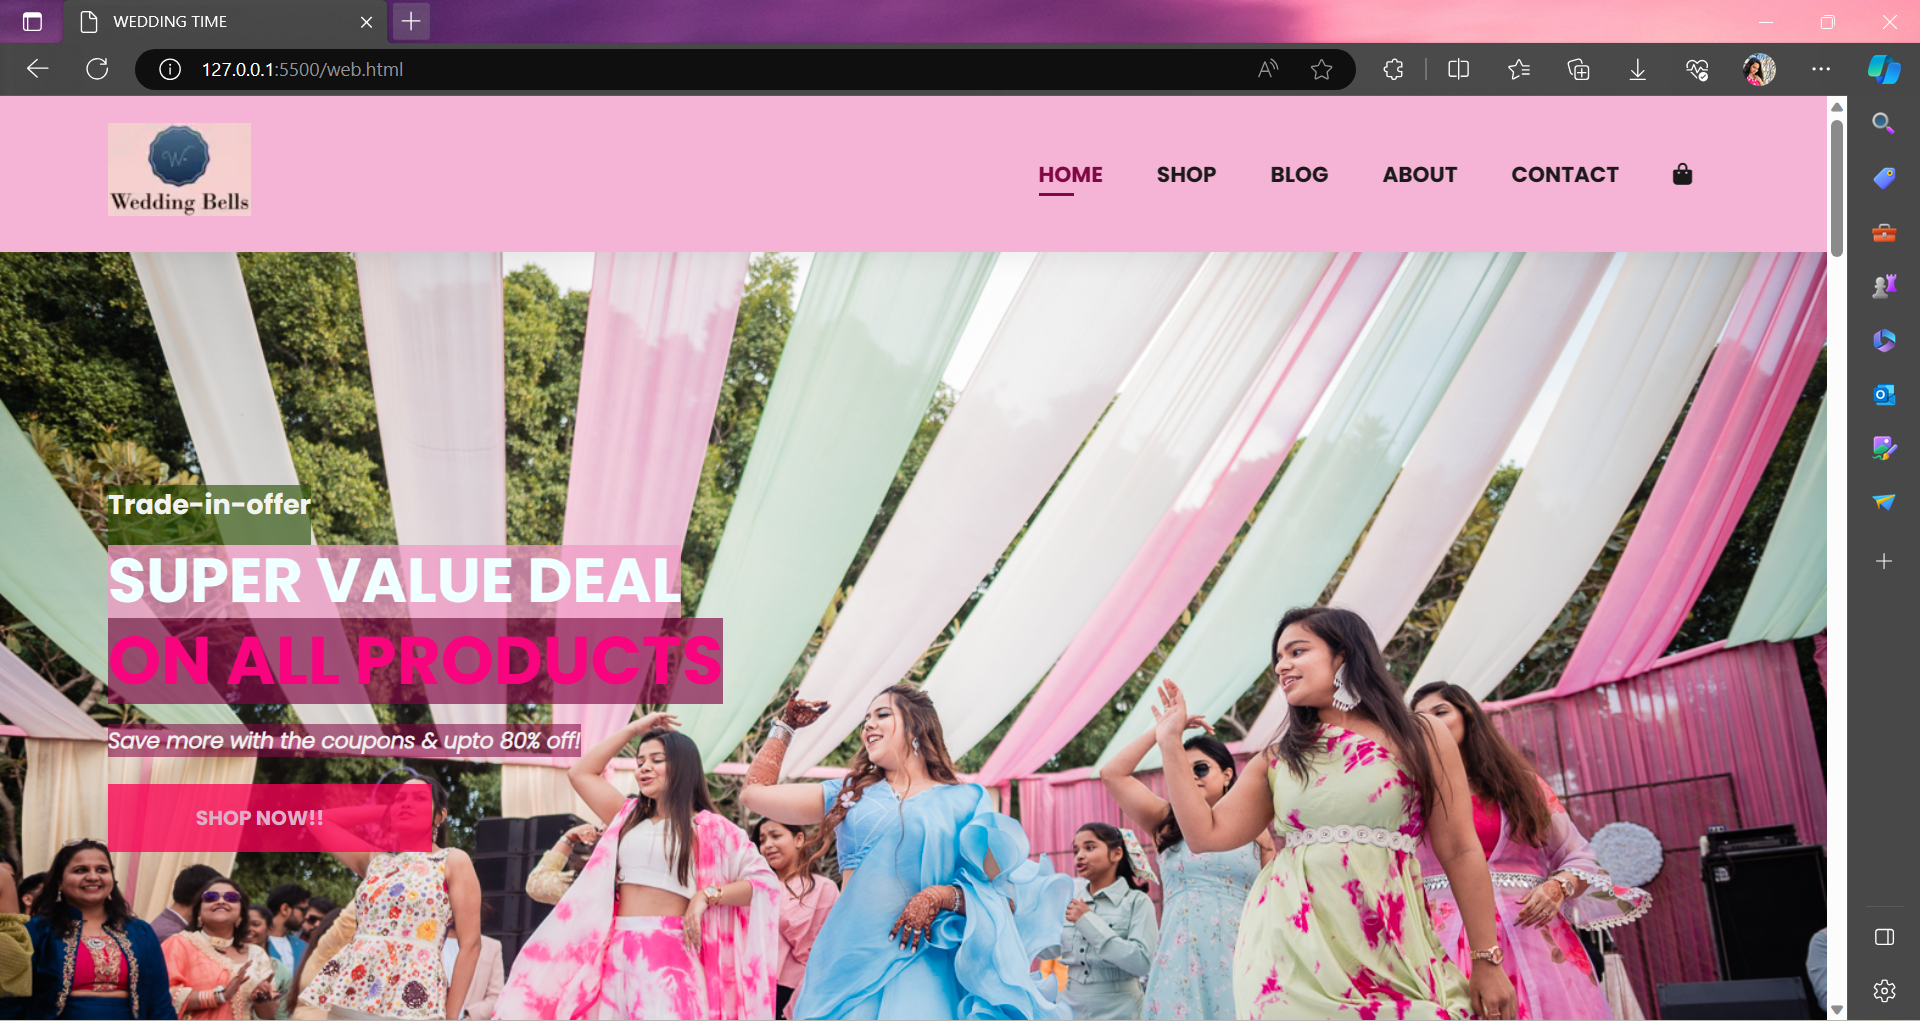 WEDDING TIME
127.0.0.1:5500/web.html
W
Wedding Bells
HOME SHOP BLOG ABOUT CONTACT
Trade-in-offer
SUPER VALUE DEAL
ON ALL PRODUCTS
Save more with the coupons & upto 80% off!
SHOP NOW!!